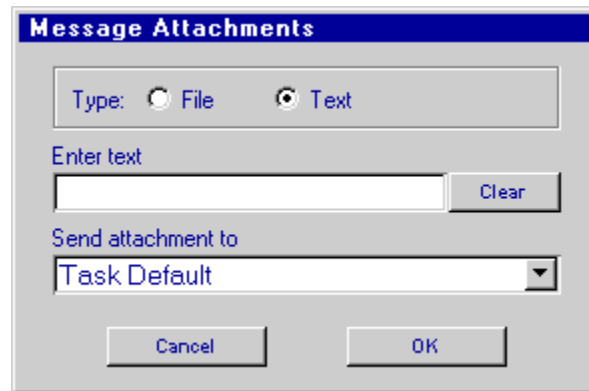 Message Attachments
Type: File Text
Enter text
Clear
Send attachment to
Task Default
Cancel OK